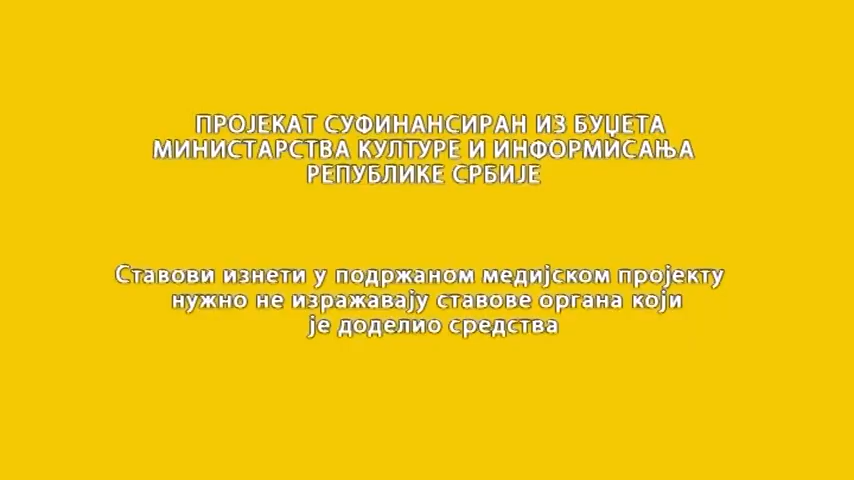 ПРОЈЕКАТ СУФИНАНСИРАН ИЗ БУЏЕТА
МИНИСТАРСТВА КУЛТУРЕ И ИНФОРМИСАЊА
РЕПУБЛИКЕ СРБИЈЕ
Ставови изнети у подржаном медијском пројекту
нужно не изражавају ставове органа који
је доделио средства